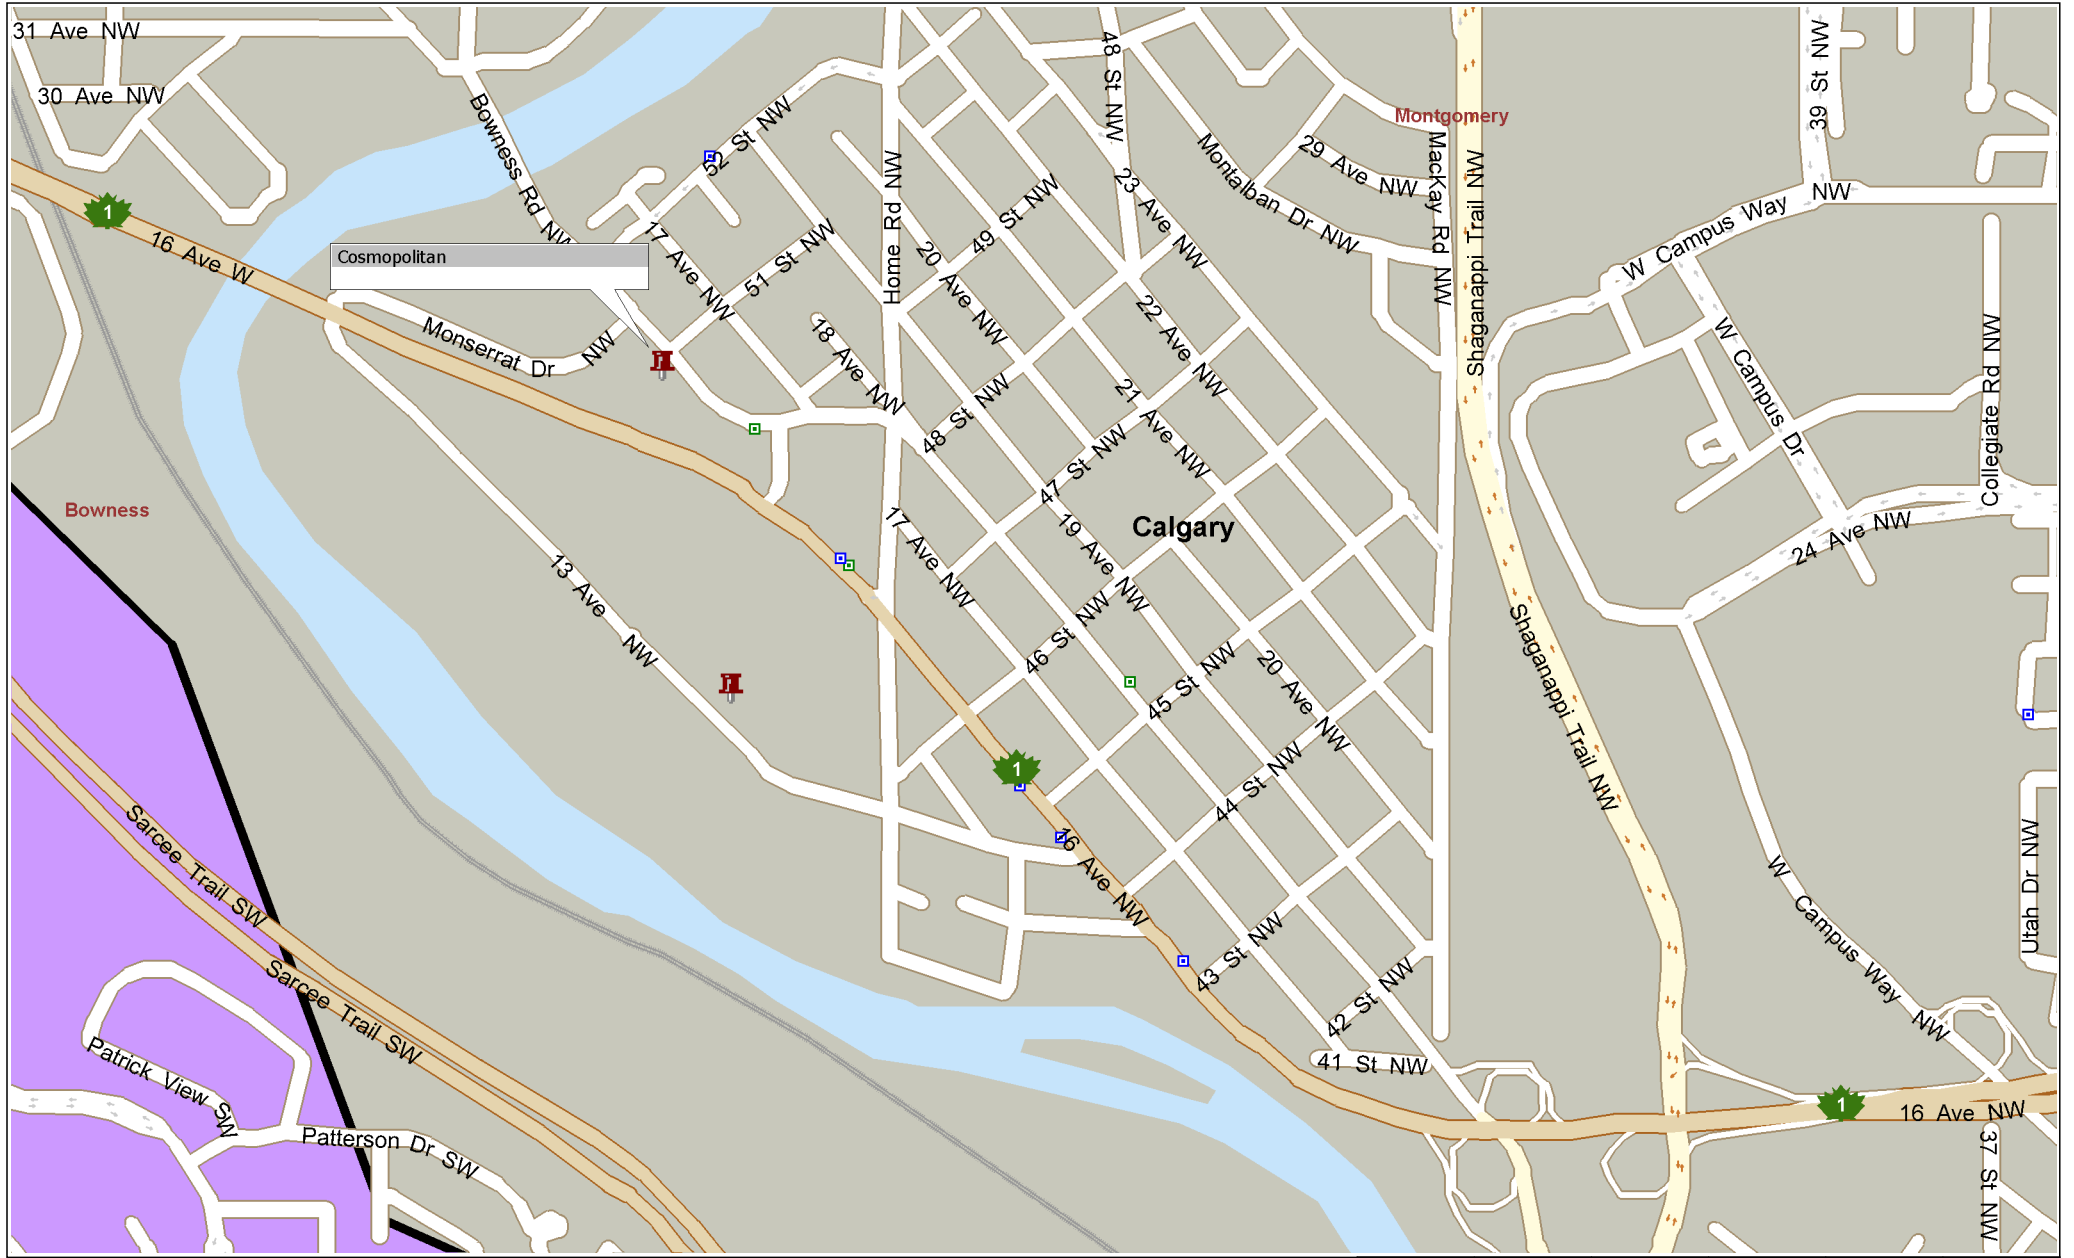 31 Ave NW
30 Ave NW
Bowness Rd NW
52 St NW
48 St NW
Montgomery
39 St NW
29 Ave NW
MacKay Rd NW
Montalban Dr NW
Shaganappi Trail NW
W Campus Way NW
1
16 Ave W
Cosmopolitan
17 Ave NW
51 St NW
Home Rd NW
49 St NW
23 Ave NW
20 Ave NW
22 Ave NW
Monserrat Dr NW
18 Ave NW
48 St NW
21 Ave NW
47 St NW
W Campus Dr
Collegiate Rd NW
Bowness
Calgary
24 Ave NW
17 Ave NW
19 Ave NW
13 Ave NW
46 St NW
45 St NW
20 Ave NW
Shaganappi Trail NW
1
44 St NW
16 Ave NW
Sarcee Trail SW
Utah Dr NW
W Campus Way NW
43 St NW
42 St NW
Sarcee Trail SW
41 St NW
Patrick View SW
Patterson Dr SW
1
16 Ave NW
37 St NW